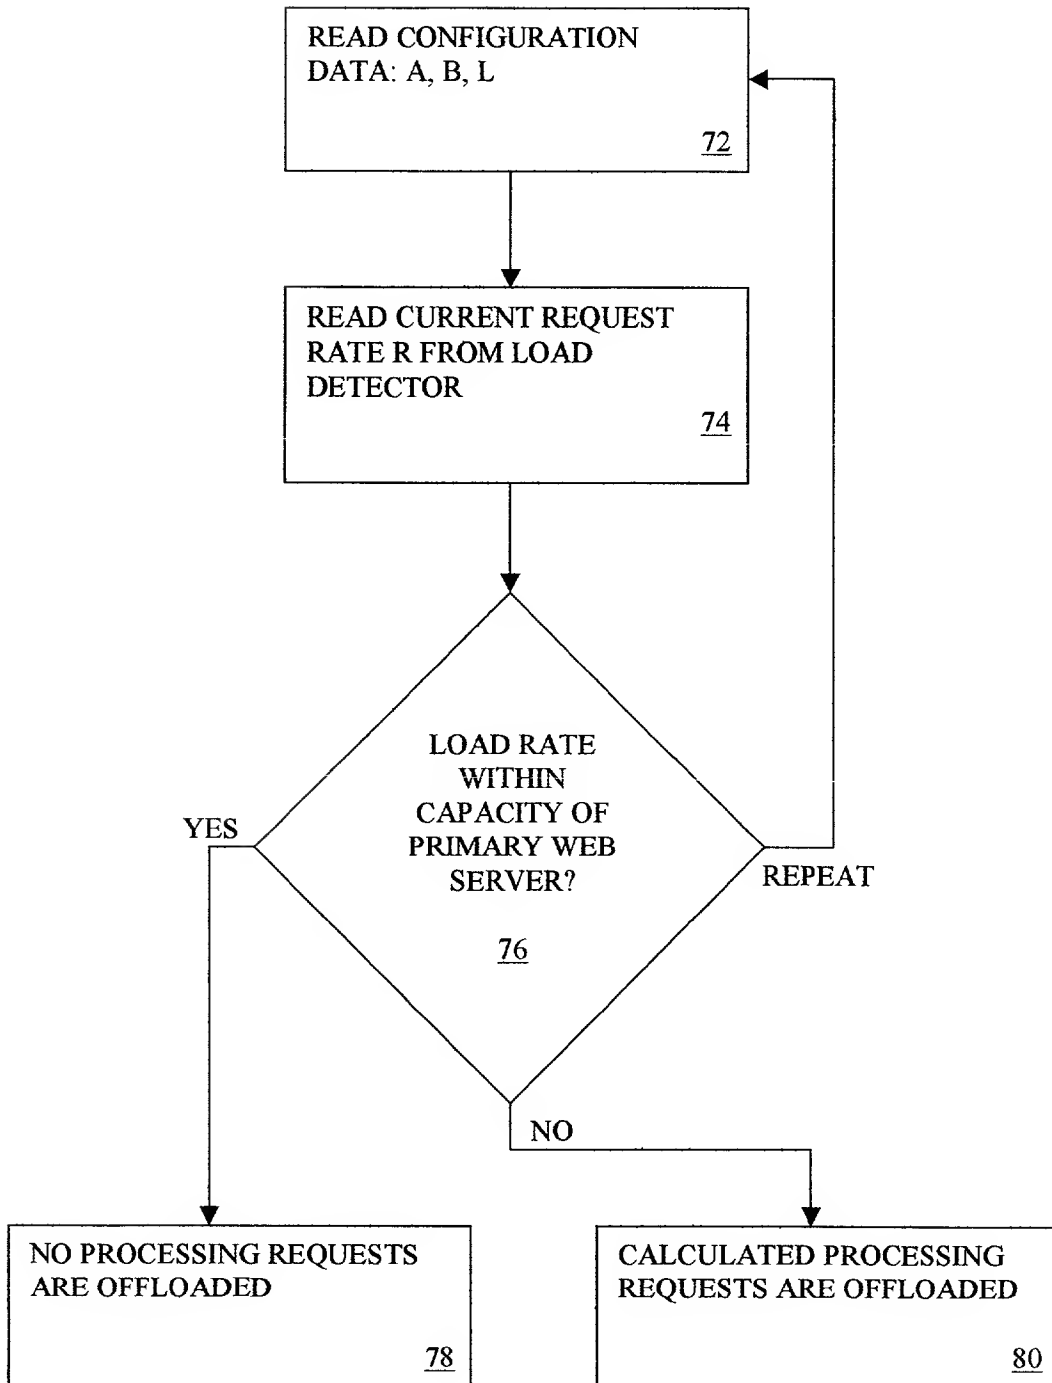 READ CONFIGURATION
DATA: A, B, L
72
READ CURRENT REQUEST
RATE R FROM LOAD
DETECTOR
74
LOAD RATE
WITHIN
CAPACITY OF
PRIMARY WEB
SERVER?
76
YES
REPEAT
NO
NO PROCESSING REQUESTS
ARE OFFLOADED
78
CALCULATED PROCESSING
REQUESTS ARE OFFLOADED
80